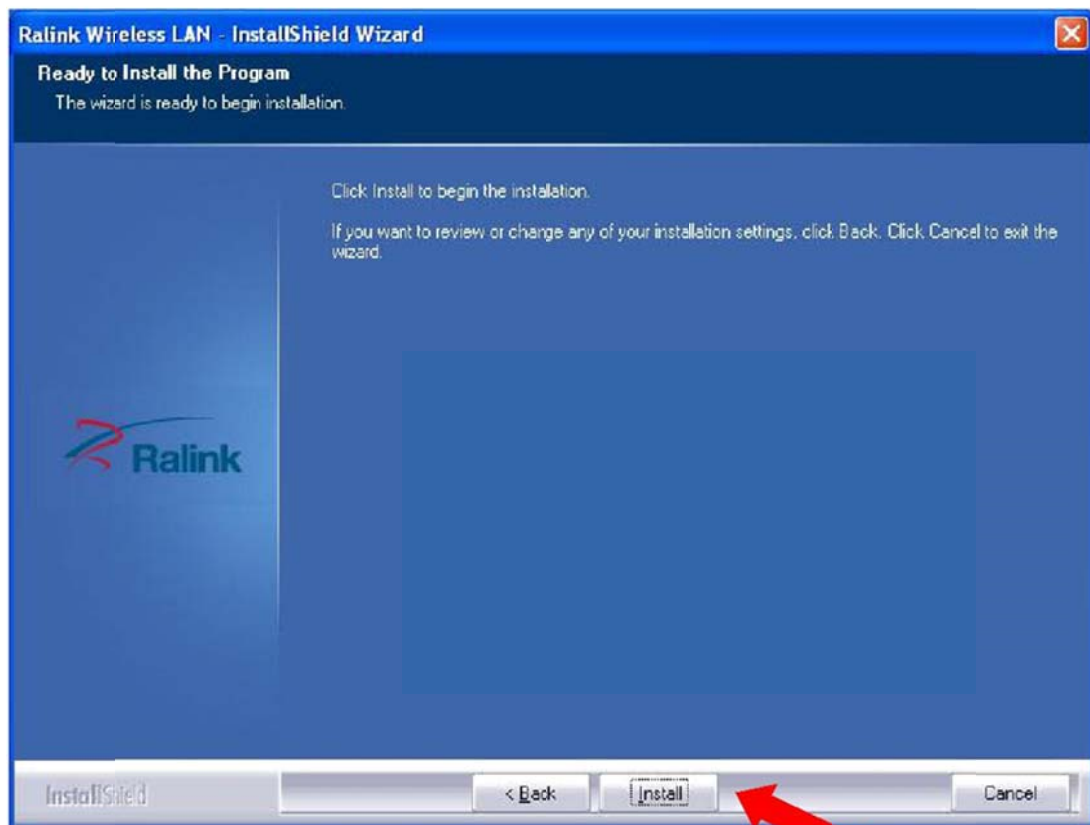 Ralink Wireless LAN - InstallShield Wizard
Ready to Install the Program
The wizard is ready to begin installation.
Click Install to begin the installation.
If you want to review or change any of your installation settings, click Back. Click Cancel to exit the
wizard.
Ralink
InstallShield
< Back
Install
Cancel